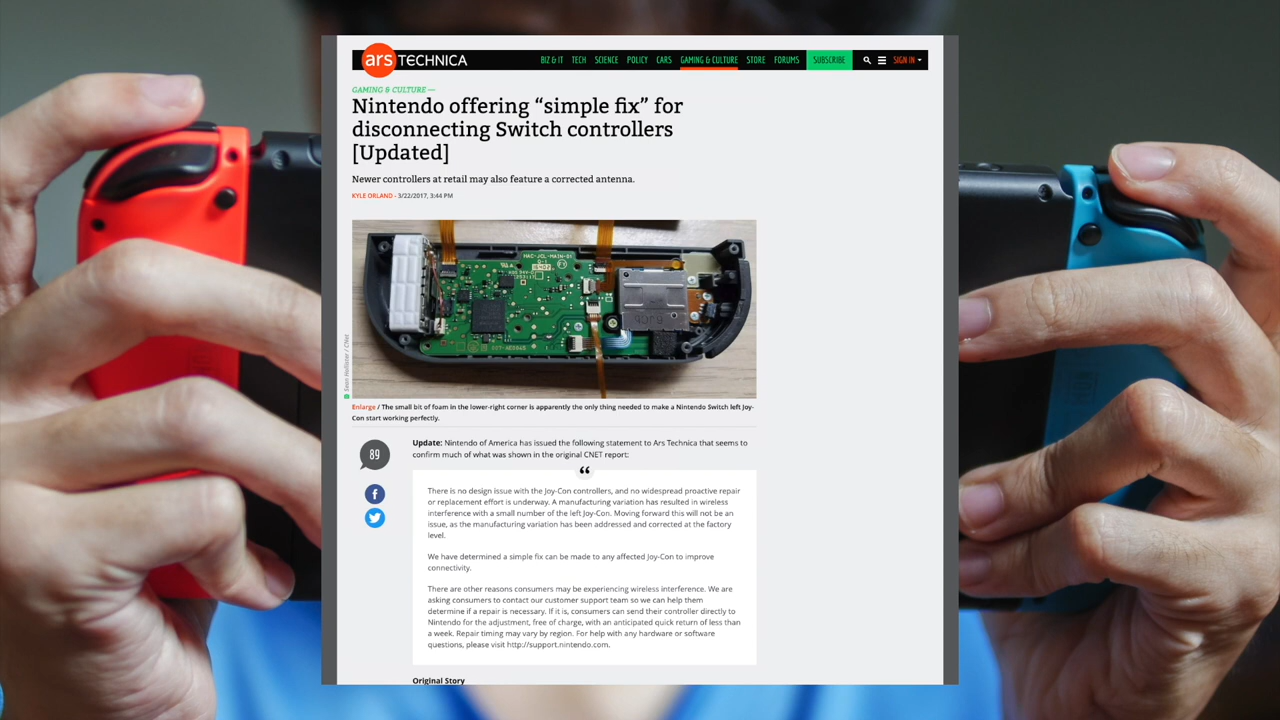 ars TECHNICA
BIZ & IT TECH SCIENCE POLICY CARS GAMING & CULTURE STORE FORUMS SUBSCRIBE SIGN IN
GAMING & CULTURE —
Nintendo offering “simple fix” for
disconnecting Switch controllers
[Updated]
Newer controllers at retail may also feature a corrected antenna.
KYLE ORLAND - 3/22/2017, 3:44 PM
HAC-JCL-MAIN-01
Sean Hollister / CNet
Enlarge / The small bit of foam in the lower-right corner is apparently the only thing needed to make a Nintendo Switch left Joy-
Con start working perfectly.
89
Update: Nintendo of America has issued the following statement to Ars Technica that seems to
confirm much of what was shown in the original CNET report:
“
There is no design issue with the Joy-Con controllers, and no widespread proactive repair
or replacement effort is underway. A manufacturing variation has resulted in wireless
interference with a small number of the left Joy-Con. Moving forward this will not be an
issue, as the manufacturing variation has been addressed and corrected at the factory
level.
We have determined a simple fix can be made to any affected Joy-Con to improve
connectivity.
There are other reasons consumers may be experiencing wireless interference. We are
asking consumers to contact our customer support team so we can help them
determine if a repair is necessary. If it is, consumers can send their controller directly to
Nintendo for the adjustment, free of charge, with an anticipated quick return of less than
a week. Repair timing may vary by region. For help with any hardware or software
questions, please visit http://support.nintendo.com.
Original Story